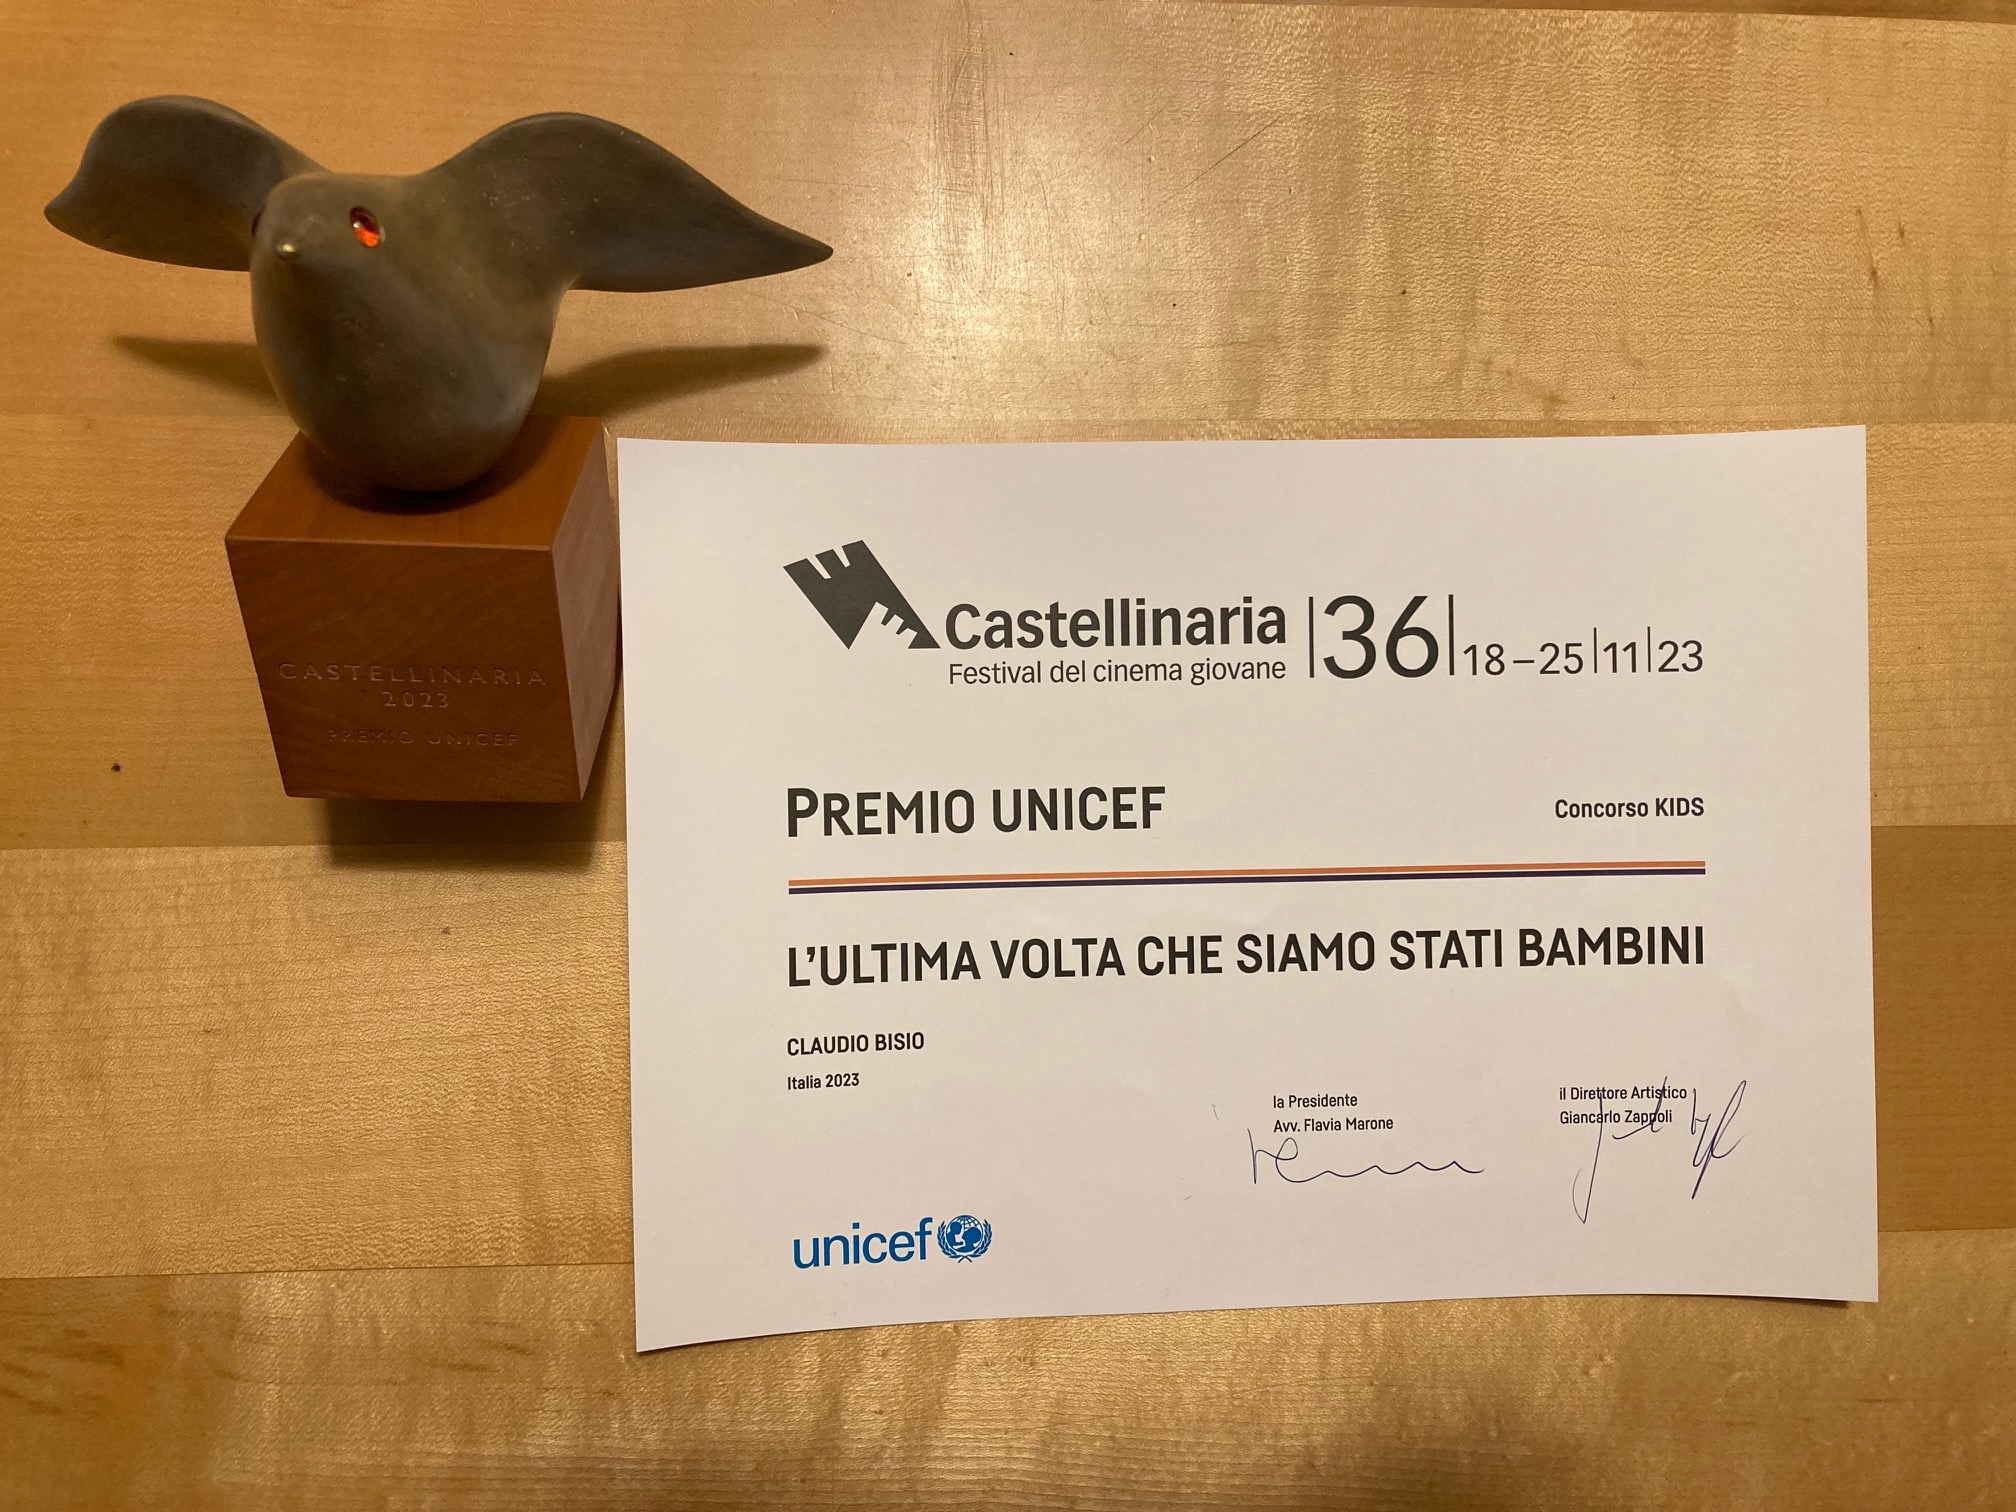 CASTELLINARIA
2023
PREMIO UNICEF
Castellinaria |36| 18–25|11|23
Festival del cinema giovane
PREMIO UNICEF
Concorso KIDS
L'ULTIMA VOLTA CHE SIAMO STATI BAMBINI
CLAUDIO BISIO
Italia 2023
la Presidente
Avv. Flavia Marone
il Direttore Artistico
Giancarlo Zappoli
unicef